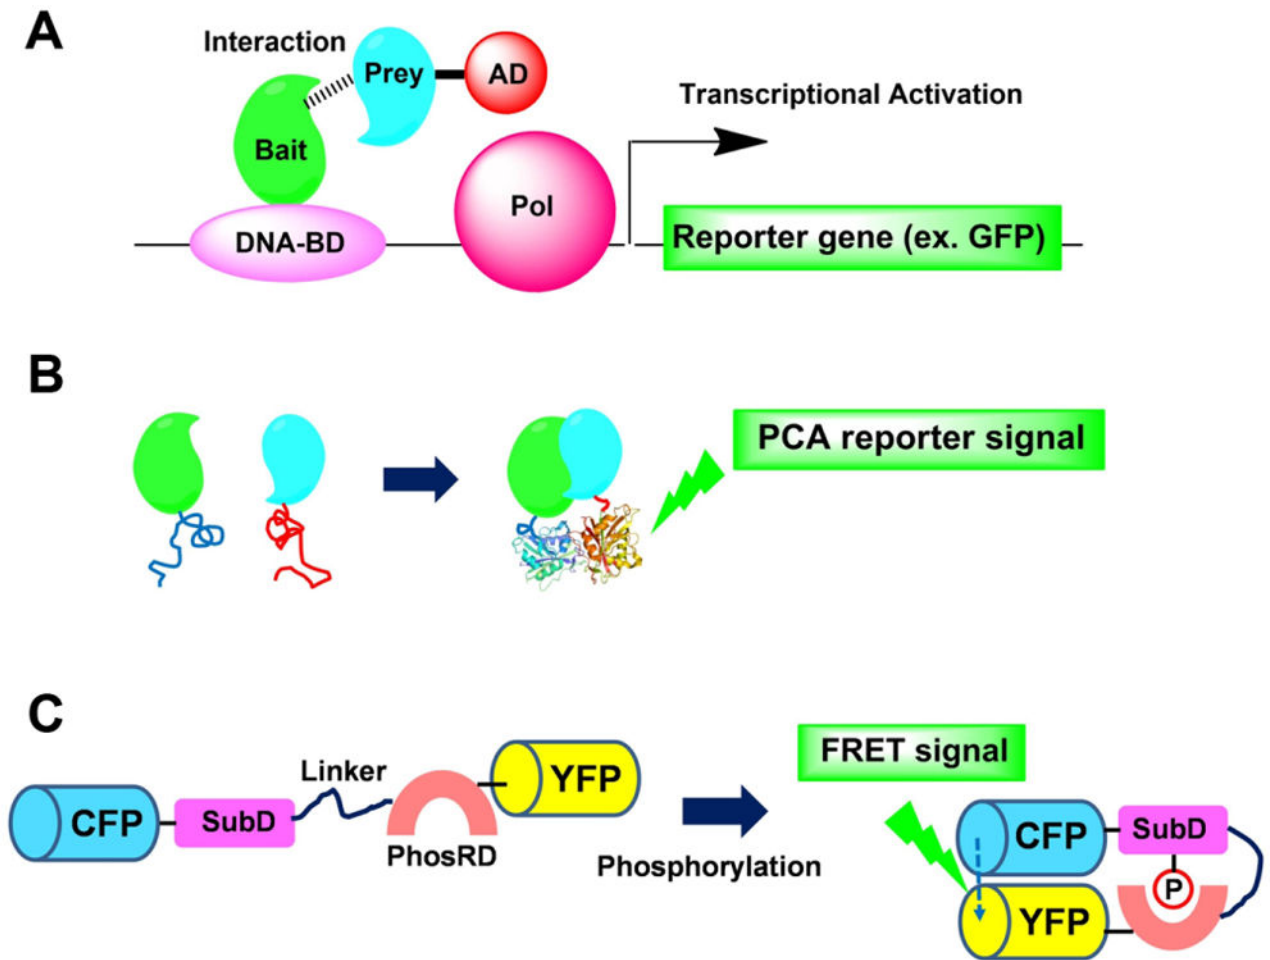 A
Interaction
Prey
AD
Bait
Transcriptional Activation
Pol
DNA-BD
Reporter gene (ex. GFP)
B
PCA reporter signal
C
Linker
YFP
CFP
SubD
PhosRD
Phosphorylation
FRET signal
CFP
SubD
P
YFP